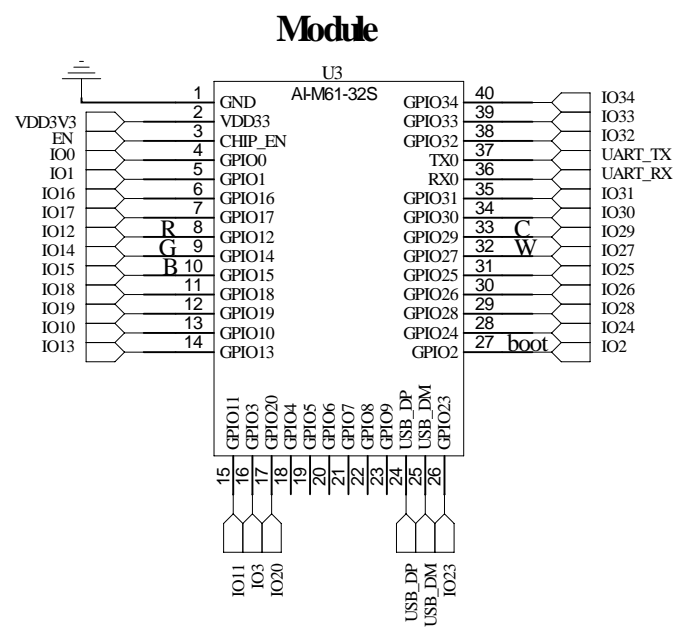 Module
U3
AI-M61-32S
1 GND
VDD3V3 2 VDD33
EN 3 CHIP_EN
IO0 4 GPIO0
IO1 5 GPIO1
IO16 6 GPIO16
IO17 7 GPIO17
IO12 R 8 GPIO12
IO14 G 9 GPIO14
IO15 B 10 GPIO15
IO18 11 GPIO18
IO19 12 GPIO19
IO10 13 GPIO10
IO13 14 GPIO13
GPIO34 40 IO34
GPIO33 39 IO33
GPIO32 38 IO32
TX0 37 UART_TX
RX0 36 UART_RX
GPIO31 35 IO31
GPIO30 34 IO30
GPIO29 33 C IO29
GPIO27 32 W IO27
GPIO25 31 IO25
GPIO26 30 IO26
GPIO28 29 IO28
GPIO24 28 IO24
GPIO2 27 boot IO2
GPIO11 15 IO11
GPIO3 16 IO3
GPIO20 17 IO20
GPIO4 18
GPIO5 19
GPIO6 20
GPIO7 21
GPIO8 22
GPIO9 23
USB_DP 24 USB_DP
USB_DM 25 USB_DM
GPIO23 26 IO23